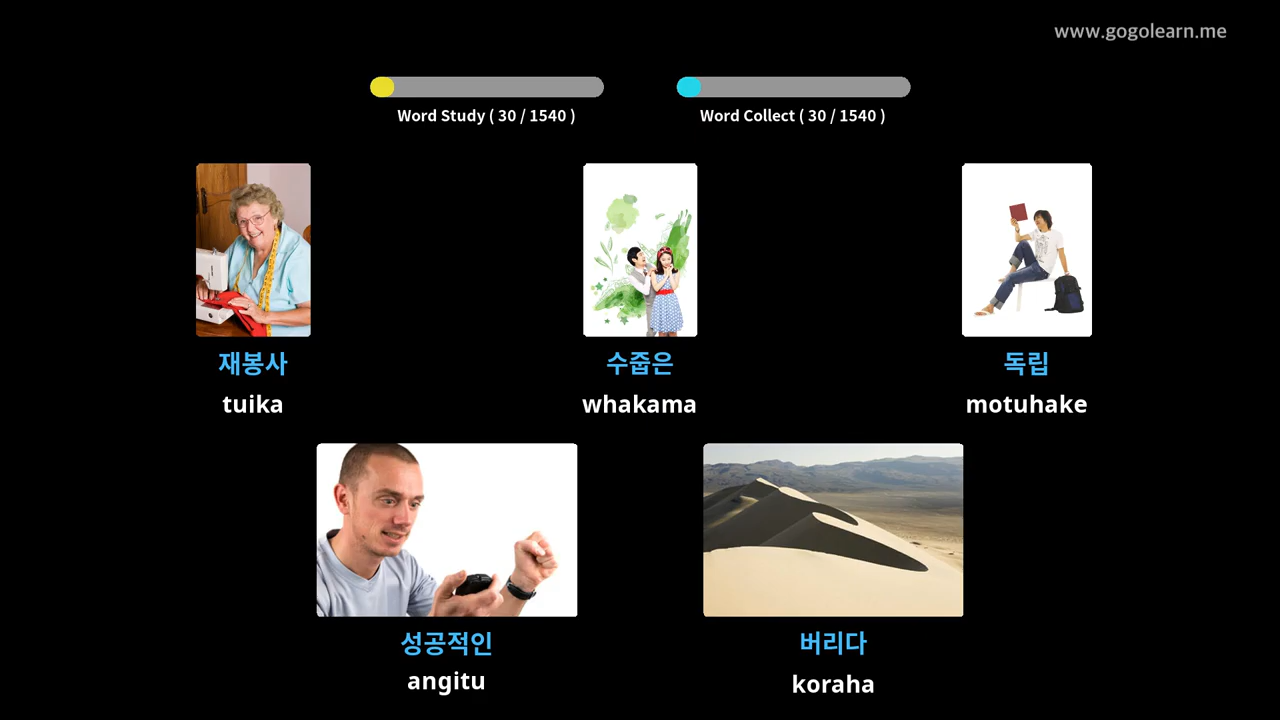 www.gogolearn.me
Word Study ( 30 / 1540 )
Word Collect ( 30 / 1540 )
재봉사
tuika
수줍은
whakama
독립
motuhake
성공적인
angitu
버리다
koraha